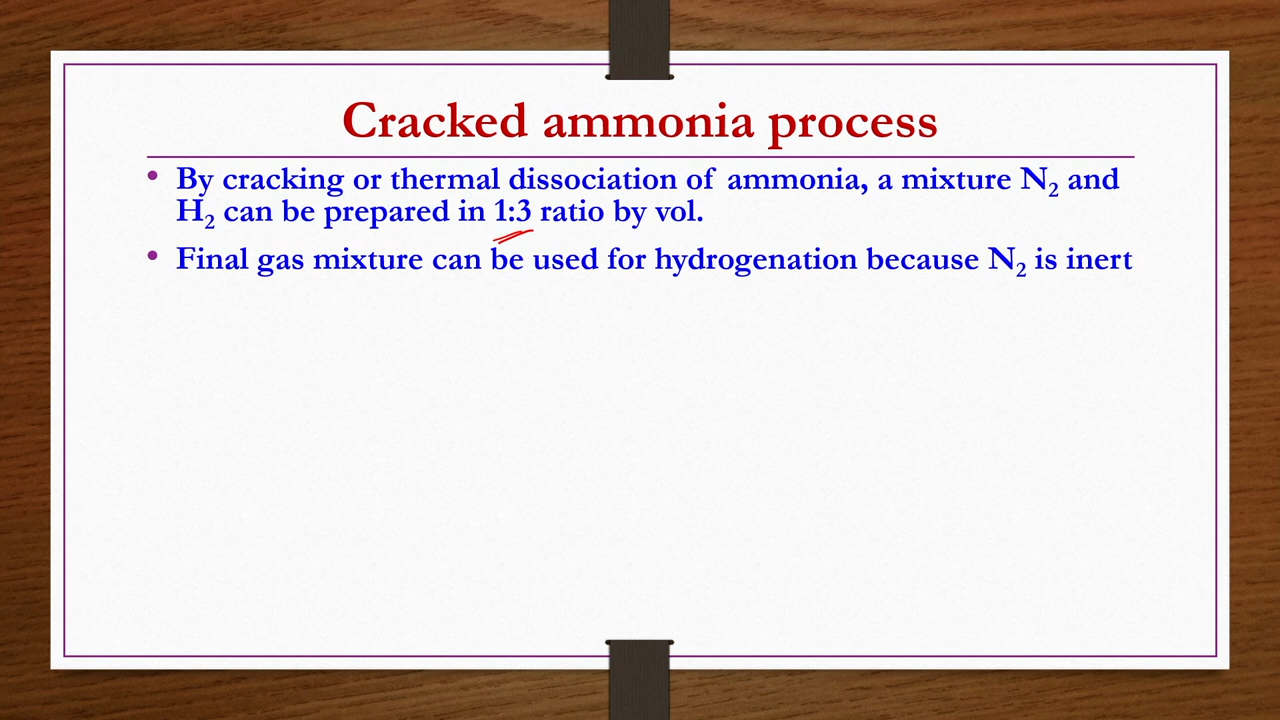 Cracked ammonia process
• By cracking or thermal dissociation of ammonia, a mixture N₂ and
H₂ can be prepared in 1:3 ratio by vol.
• Final gas mixture can be used for hydrogenation because N₂ is inert